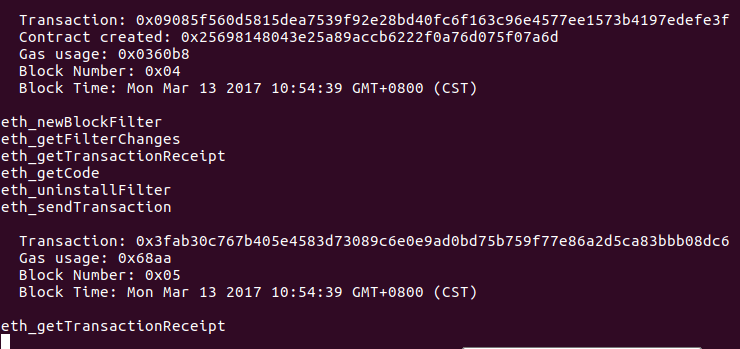 Transaction: 0x09085f560d5815dea7539f92e28bd40fc6f163c96e4577ee1573b4197edefe3f
Contract created: 0x25698148043e25a89accb6222f0a76d075f07a6d
Gas usage: 0x0360b8
Block Number: 0x04
Block Time: Mon Mar 13 2017 10:54:39 GMT+0800 (CST)
eth_newBlockFilter
eth_getFilterChanges
eth_getTransactionReceipt
eth_getCode
eth_uninstallFilter
eth_sendTransaction
Transaction: 0x3fab30c767b405e4583d73089c6e0e9ad0bd75b759f77e86a2d5ca83bbb08dc6
Gas usage: 0x68aa
Block Number: 0x05
Block Time: Mon Mar 13 2017 10:54:39 GMT+0800 (CST)
eth_getTransactionReceipt